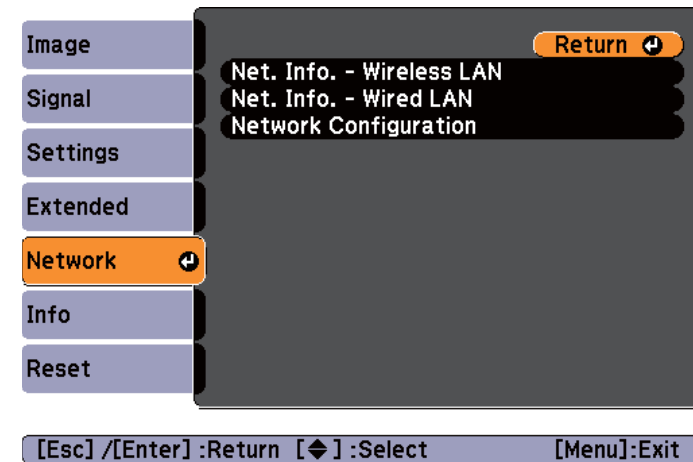 Image
Signal
Settings
Extended
Network
Info
Reset
Return
Net. Info. - Wireless LAN
Net. Info. - Wired LAN
Network Configuration
[Esc] /[Enter] :Return [◆] :Select [Menu]:Exit